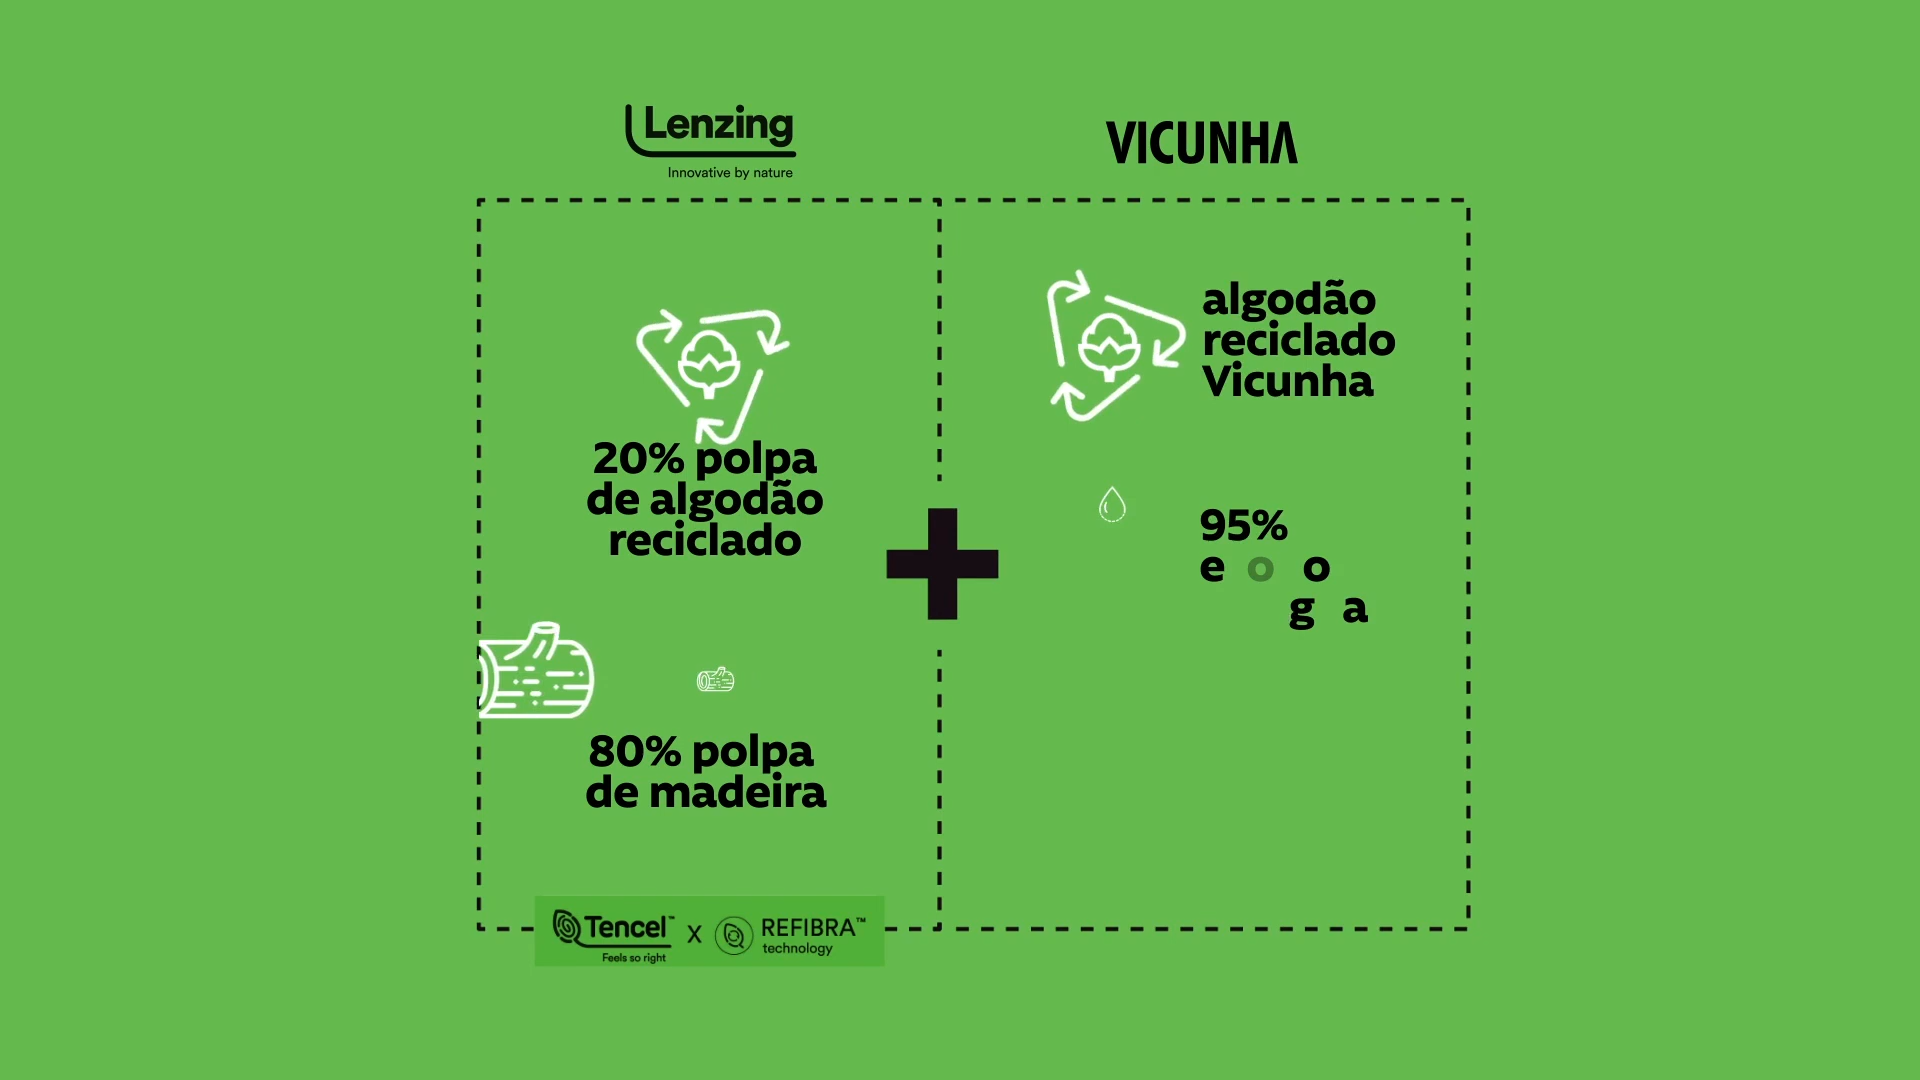 Lenzing
Innovative by nature
VICUNHA
20% polpa
de algodão
reciclado
80% polpa
de madeira
Tencel™
Feels so right
X
REFIBRA™
technology
algodão
reciclado
Vicunha
95%
e o o
g a